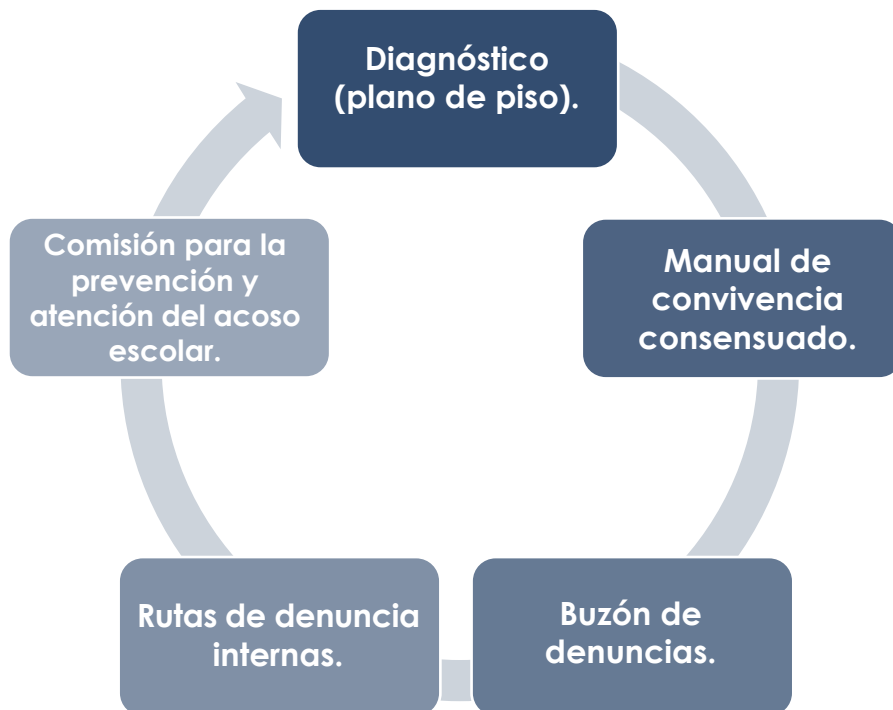 Diagnóstico
(plano de piso).
Manual de
convivencia
consensuado.
Buzón de
denuncias.
Rutas de denuncia
internas.
Comisión para la
prevención y
atención del acoso
escolar.